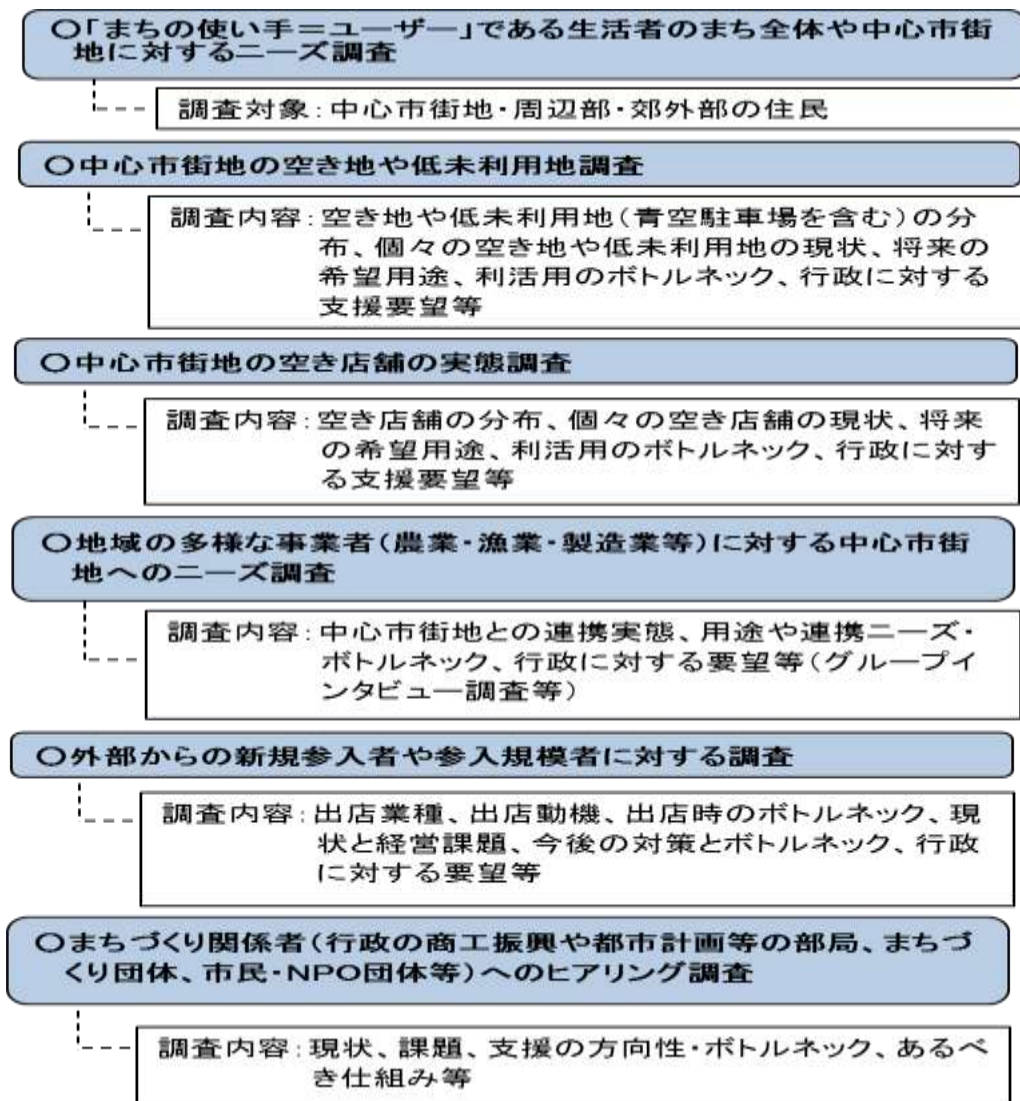 〇「まちの使い手＝ユーザー」である生活者のまち全体や中心市街
地に対するニーズ調査
調査対象：中心市街地・周辺部・郊外部の住民
〇中心市街地の空き地や低未利用地調査
調査内容：空き地や低未利用地（青空駐車場を含む）の分
布、個々の空き地や低未利用地の現状、将来の
希望用途、利活用のボトルネック、行政に対する
支援要望等
〇中心市街地の空き店舗の実態調査
調査内容：空き店舗の分布、個々の空き店舗の現状、将来
の希望用途、利活用のボトルネック、行政に対す
る支援要望等
〇地域の多様な事業者（農業・漁業・製造業等）に対する中心市街
地へのニーズ調査
調査内容：中心市街地との連携実態、用途や連携ニーズ・
ボトルネック、行政に対する要望等（グループイ
ンタビュー調査等）
〇外部からの新規参入者や参入規模者に対する調査
調査内容：出店業種、出店動機、出店時のボトルネック、現
状と経営課題、今後の対策とボトルネック、行政
に対する要望等
〇まちづくり関係者（行政の商工振興や都市計画等の部局、まちづ
くり団体、市民・NPO団体等）へのヒアリング調査
調査内容：現状、課題、支援の方向性・ボトルネック、あるべ
き仕組み等